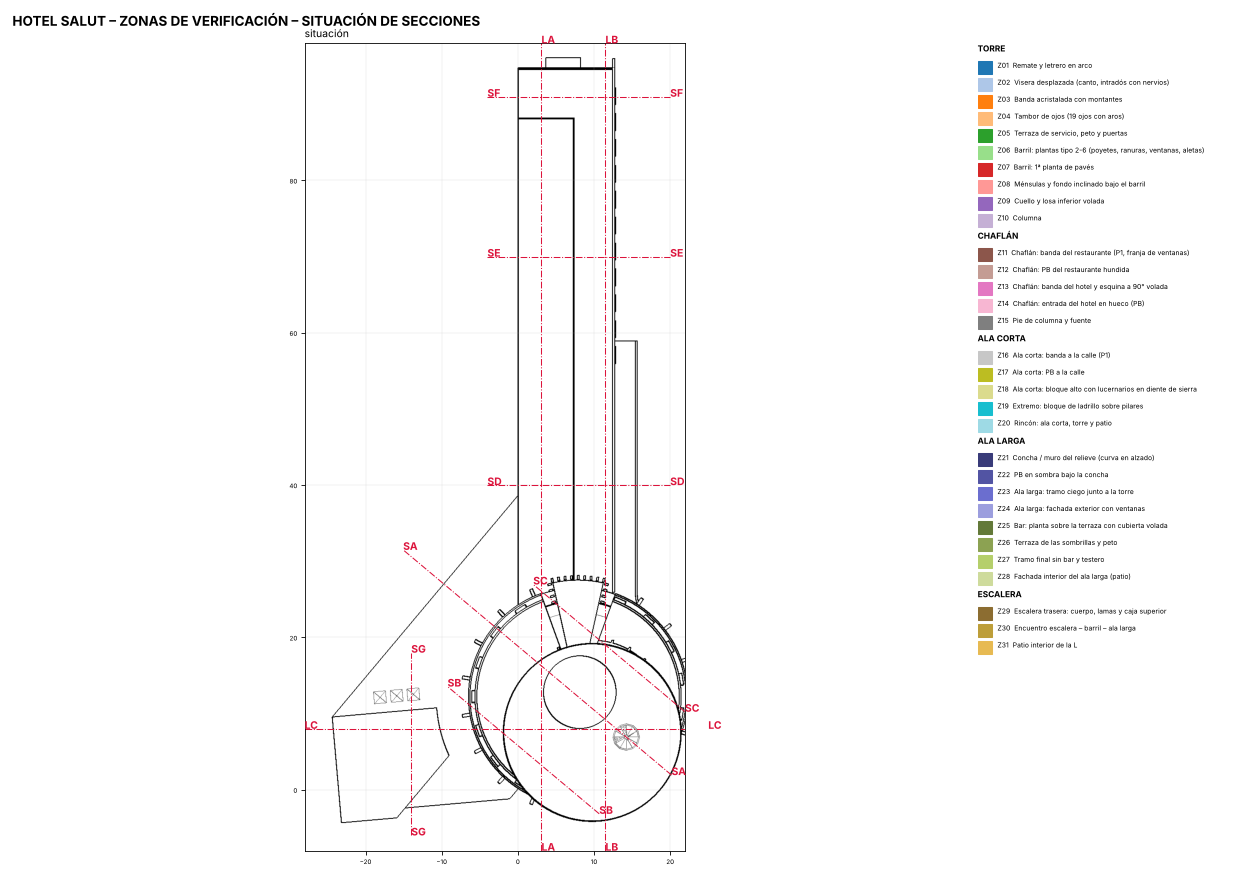 HOTEL SALUT – ZONAS DE VERIFICACIÓN – SITUACIÓN DE SECCIONES
situación
LA
LB
SF
SF
80
SE
SE
60
SD
SD
40
SA
SC
20
SG
SB
SC
LC
LC
SA
SB
0
SG
LA
LB
−20
−10
0
10
20
TORRE
Z01 Remate y letrero en arco
Z02 Visera desplazada (canto, intradós con nervios)
Z03 Banda acristalada con montantes
Z04 Tambor de ojos (19 ojos con aros)
Z05 Terraza de servicio, peto y puertas
Z06 Barril: plantas tipo 2-6 (poyetes, ranuras, ventanas, aletas)
Z07 Barril: 1ª planta de pavés
Z08 Ménsulas y fondo inclinado bajo el barril
Z09 Cuello y losa inferior volada
Z10 Columna
CHAFLÁN
Z11 Chaflán: banda del restaurante (P1, franja de ventanas)
Z12 Chaflán: PB del restaurante hundida
Z13 Chaflán: banda del hotel y esquina a 90° volada
Z14 Chaflán: entrada del hotel en hueco (PB)
Z15 Pie de columna y fuente
ALA CORTA
Z16 Ala corta: banda a la calle (P1)
Z17 Ala corta: PB a la calle
Z18 Ala corta: bloque alto con lucernarios en diente de sierra
Z19 Extremo: bloque de ladrillo sobre pilares
Z20 Rincón: ala corta, torre y patio
ALA LARGA
Z21 Concha / muro del relieve (curva en alzado)
Z22 PB en sombra bajo la concha
Z23 Ala larga: tramo ciego junto a la torre
Z24 Ala larga: fachada exterior con ventanas
Z25 Bar: planta sobre la terraza con cubierta volada
Z26 Terraza de las sombrillas y peto
Z27 Tramo final sin bar y testero
Z28 Fachada interior del ala larga (patio)
ESCALERA
Z29 Escalera trasera: cuerpo, lamas y caja superior
Z30 Encuentro escalera – barril – ala larga
Z31 Patio interior de la L